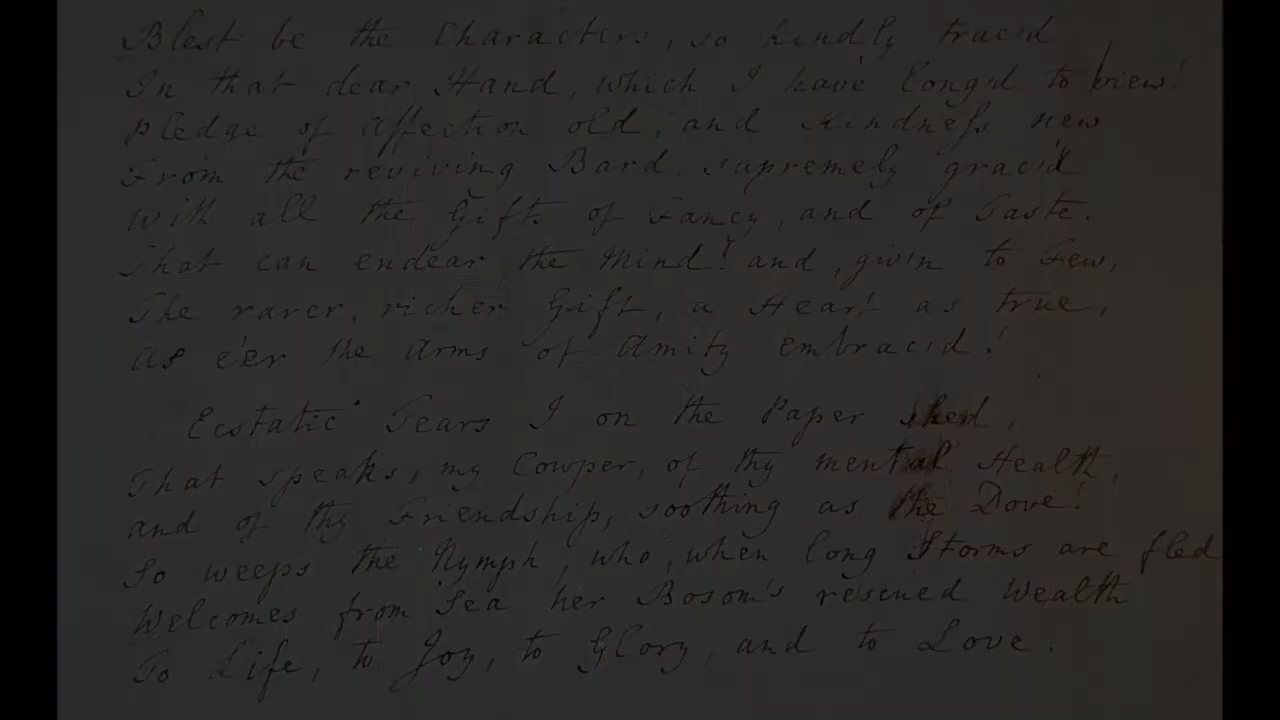 Blest be the Characters, so kindly trac'd
In that dear Hand, which I have long'd to view!
Pledge of Affection old, and Kindness new
From the reviving Bard, supremely grac'd
With all the Gifts of Fancy, and of Taste.
That can endear the Mind! and, giv'n to Few,
The rarer, richer Gift, a Heart as true,
As e'er the Arms of Amity embrac'd!
Ecstatic Tears I on the Paper shed,
That speaks, my Cowper, of thy mental Health,
and of thy Friendship, soothing as the Dove!
So weeps the Nymph, who, when long Storms are fled
Welcomes from Sea her Bosom's rescued Wealth
To Life, to Joy, to Glory, and to Love.